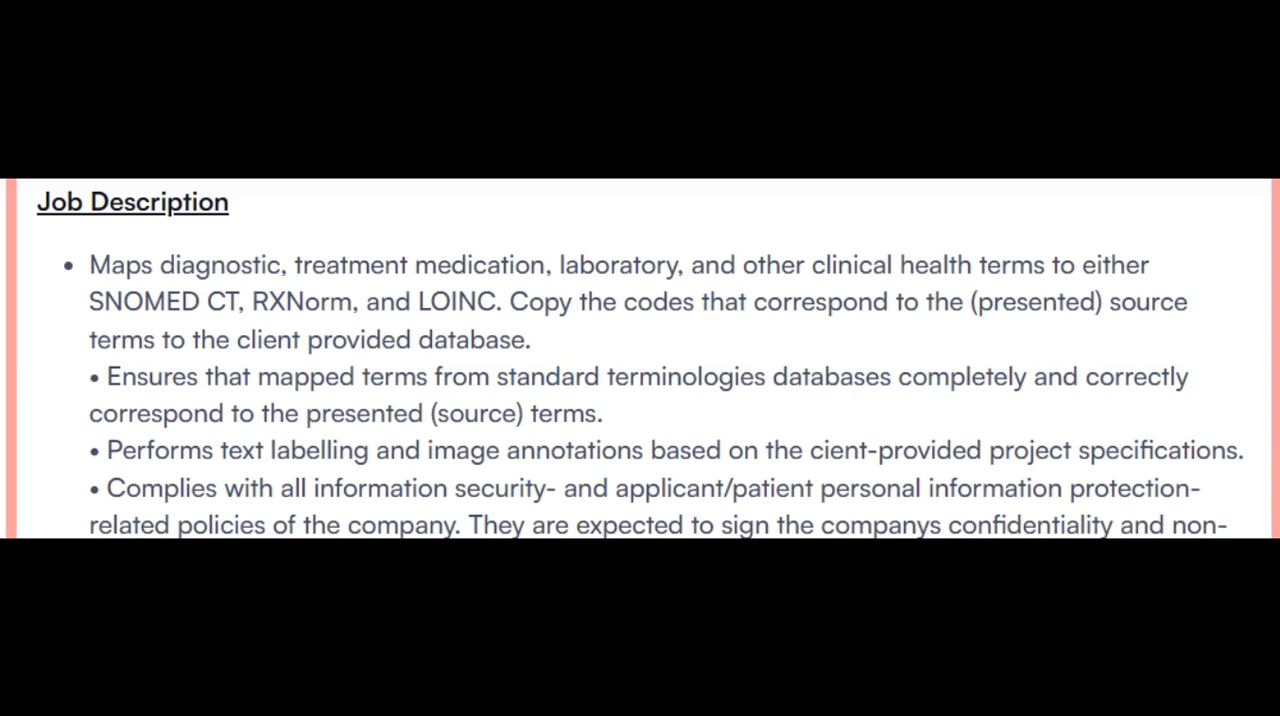 Job Description
• Maps diagnostic, treatment medication, laboratory, and other clinical health terms to either
SNOMED CT, RXNorm, and LOINC. Copy the codes that correspond to the (presented) source
terms to the client provided database.
• Ensures that mapped terms from standard terminologies databases completely and correctly
correspond to the presented (source) terms.
• Performs text labelling and image annotations based on the cient-provided project specifications.
• Complies with all information security- and applicant/patient personal information protection-
related policies of the company. They are expected to sign the companys confidentiality and non-